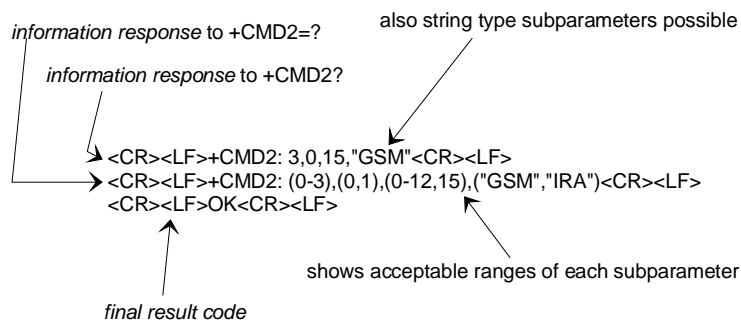 also string type subparameters possible
information response to +CMD2=?
information response to +CMD2?
<CR><LF>+CMD2: 3,0,15,"GSM"<CR><LF>
<CR><LF>+CMD2: (0-3),(0,1),(0-12,15),("GSM","IRA")<CR><LF>
<CR><LF>OK<CR><LF>
shows acceptable ranges of each subparameter
final result code